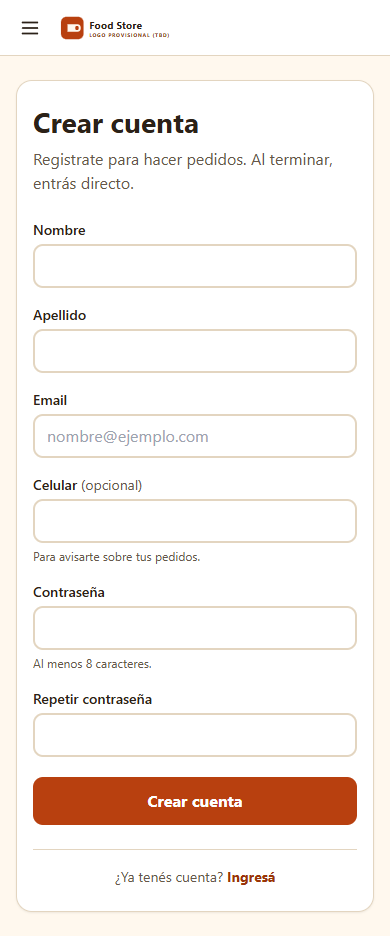 Food Store
LOGO PROVISIONAL (TBD)
Crear cuenta
Registrate para hacer pedidos. Al terminar,
entrás directo.
Nombre
Apellido
Email
nombre@ejemplo.com
Celular (opcional)
Para avisarte sobre tus pedidos.
Contraseña
Al menos 8 caracteres.
Repetir contraseña
Crear cuenta
¿Ya tenés cuenta? Ingresá